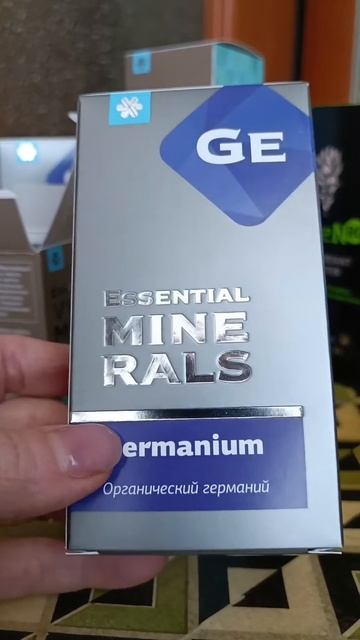 GE
ESSENTIAL
MINE
RALS
ermanium
Органический германий